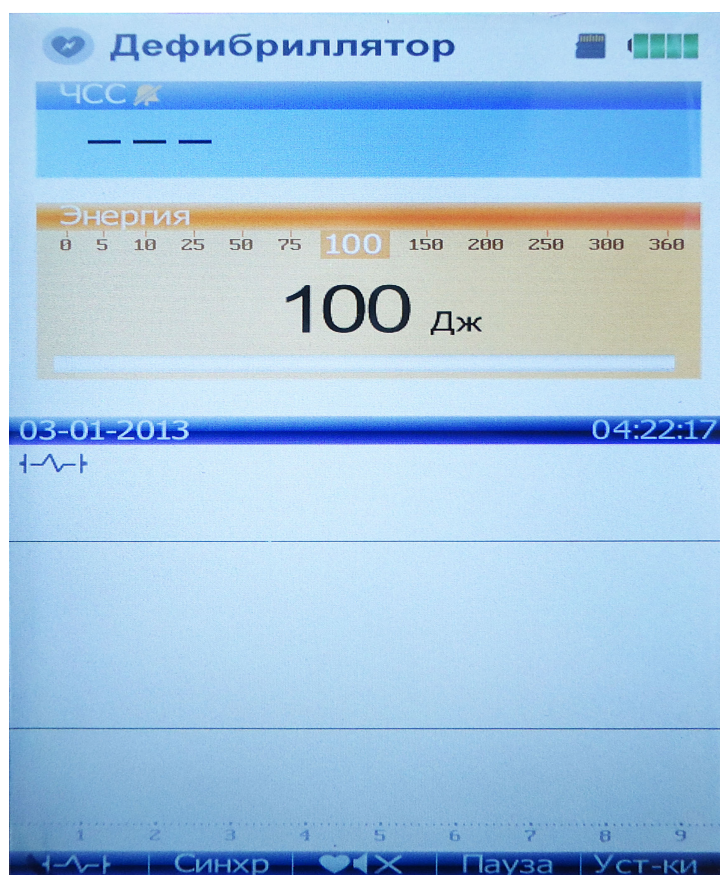 Дефибриллятор
ЧСС
– – –
Энергия
0 5 10 25 50 75 100 150 200 250 300 360
100 Дж
03-01-2013 04:22:17
1 2 3 4 5 6 7 8 9
Синхр Пауза Уст-ки